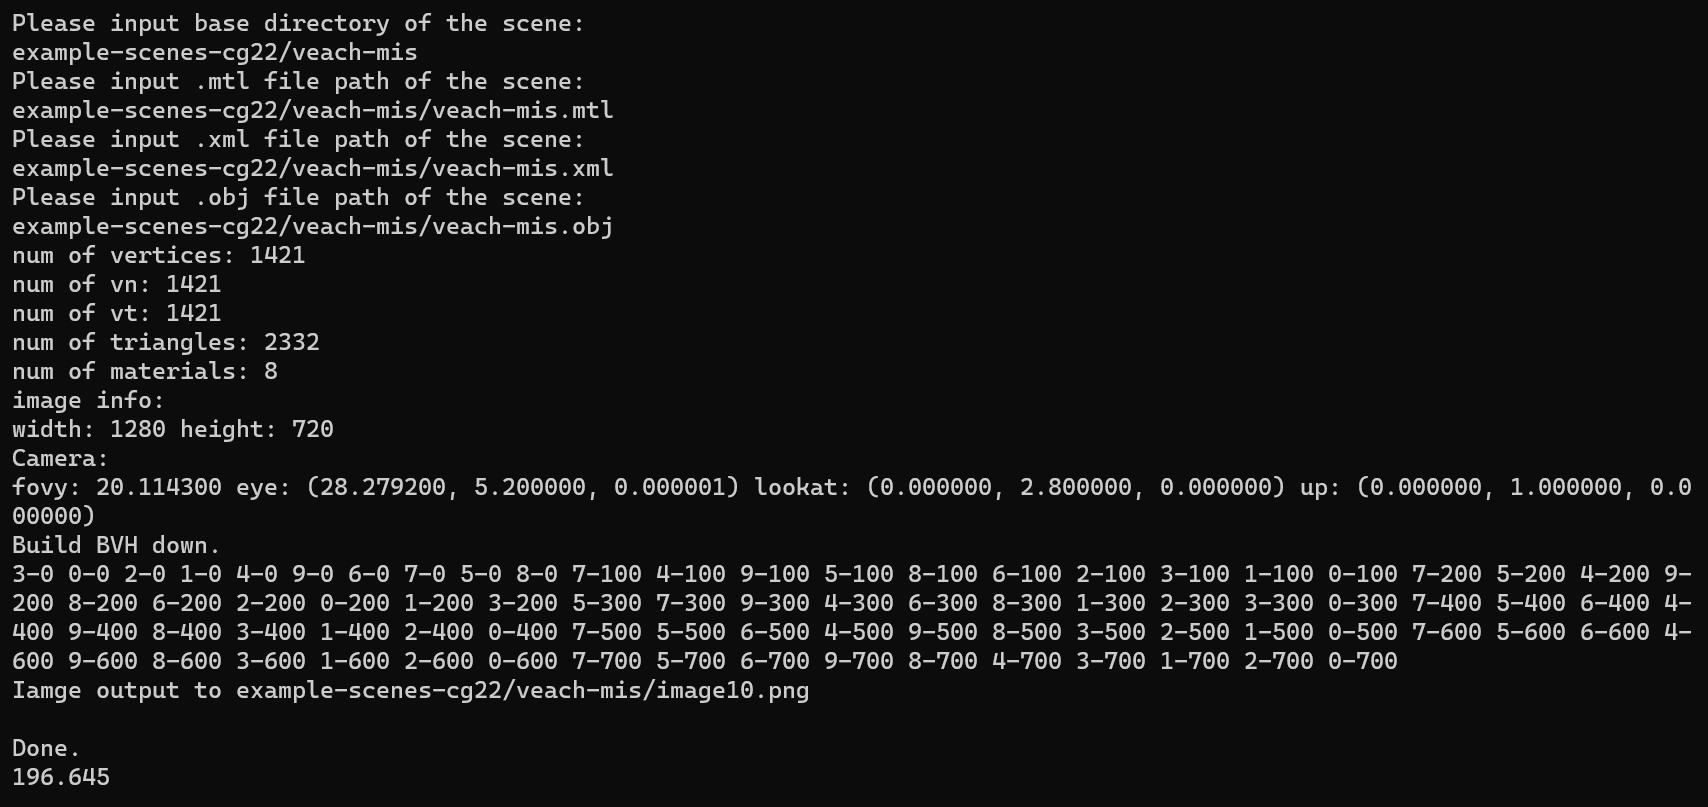 Please input base directory of the scene:
example-scenes-cg22/veach-mis
Please input .mtl file path of the scene:
example-scenes-cg22/veach-mis/veach-mis.mtl
Please input .xml file path of the scene:
example-scenes-cg22/veach-mis/veach-mis.xml
Please input .obj file path of the scene:
example-scenes-cg22/veach-mis/veach-mis.obj
num of vertices: 1421
num of vn: 1421
num of vt: 1421
num of triangles: 2332
num of materials: 8
image info:
width: 1280 height: 720
Camera:
fovy: 20.114300 eye: (28.279200, 5.200000, 0.000001) lookat: (0.000000, 2.800000, 0.000000) up: (0.000000, 1.000000, 0.0
00000)
Build BVH down.
3-0 0-0 2-0 1-0 4-0 9-0 6-0 7-0 5-0 8-0 7-100 4-100 9-100 5-100 8-100 6-100 2-100 3-100 1-100 0-100 7-200 5-200 4-200 9-
200 8-200 6-200 2-200 0-200 1-200 3-200 5-300 7-300 9-300 4-300 6-300 8-300 1-300 2-300 3-300 0-300 7-400 5-400 6-400 4-
400 9-400 8-400 3-400 1-400 2-400 0-400 7-500 5-500 6-500 4-500 9-500 8-500 3-500 2-500 1-500 0-500 7-600 5-600 6-600 4-
600 9-600 8-600 3-600 1-600 2-600 0-600 7-700 5-700 6-700 9-700 8-700 4-700 3-700 1-700 2-700 0-700
Iamge output to example-scenes-cg22/veach-mis/image10.png
Done.
196.645